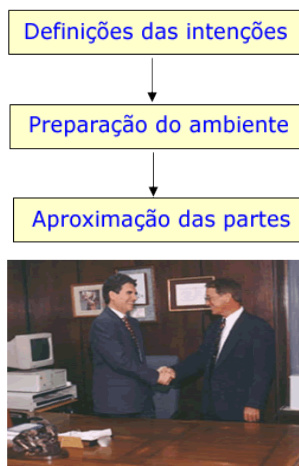 Definições das intenções
Preparação do ambiente
Aproximação das partes